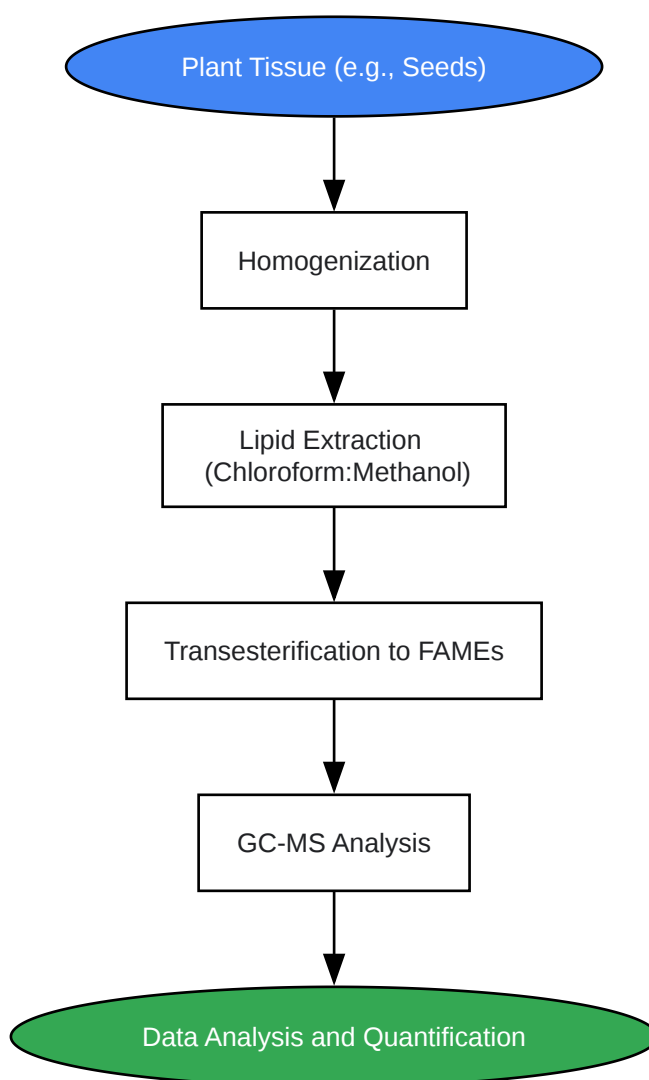 Plant Tissue (e.g., Seeds)
Homogenization
Lipid Extraction
(Chloroform:Methanol)
Transesterification to FAMEs
GC-MS Analysis
Data Analysis and Quantification